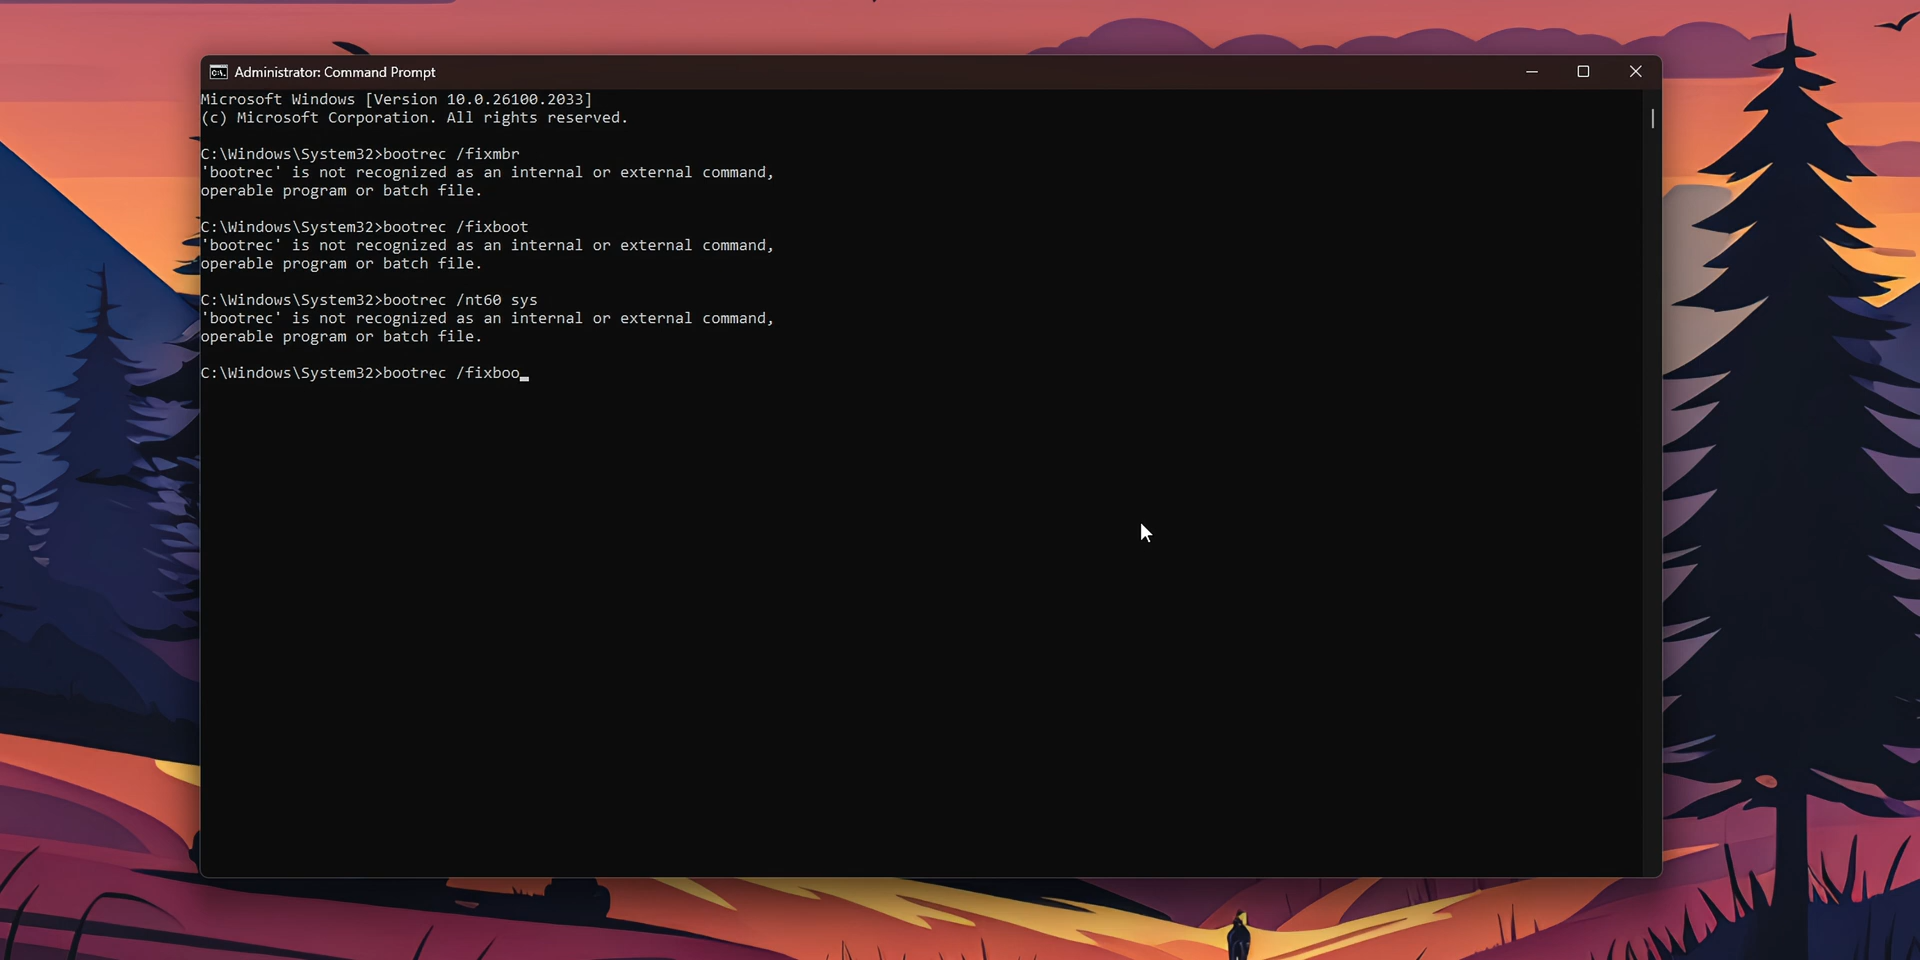 Administrator: Command Prompt
Microsoft Windows [Version 10.0.26100.2033]
(c) Microsoft Corporation. All rights reserved.
C:\Windows\System32>bootrec /fixmbr
'bootrec' is not recognized as an internal or external command,
operable program or batch file.
C:\Windows\System32>bootrec /fixboot
'bootrec' is not recognized as an internal or external command,
operable program or batch file.
C:\Windows\System32>bootrec /nt60 sys
'bootrec' is not recognized as an internal or external command,
operable program or batch file.
C:\Windows\System32>bootrec /fixboo